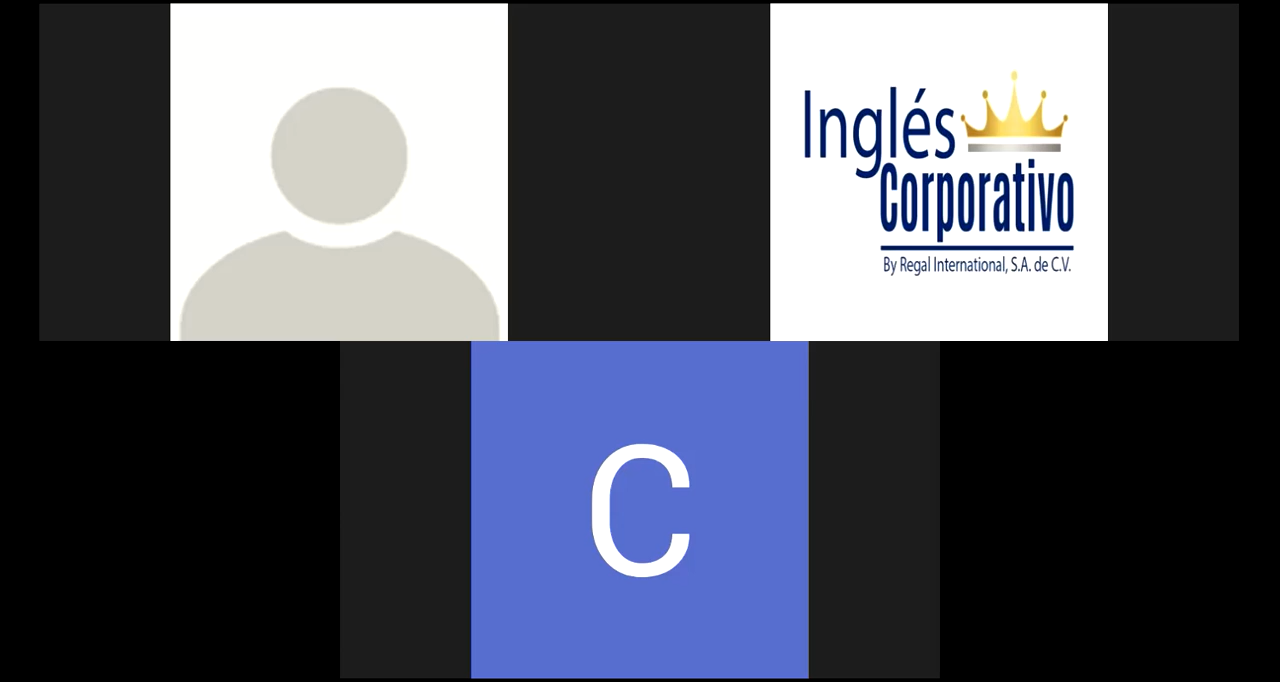 Inglés
Corporativo
By Regal International, S.A. de C.V.
C